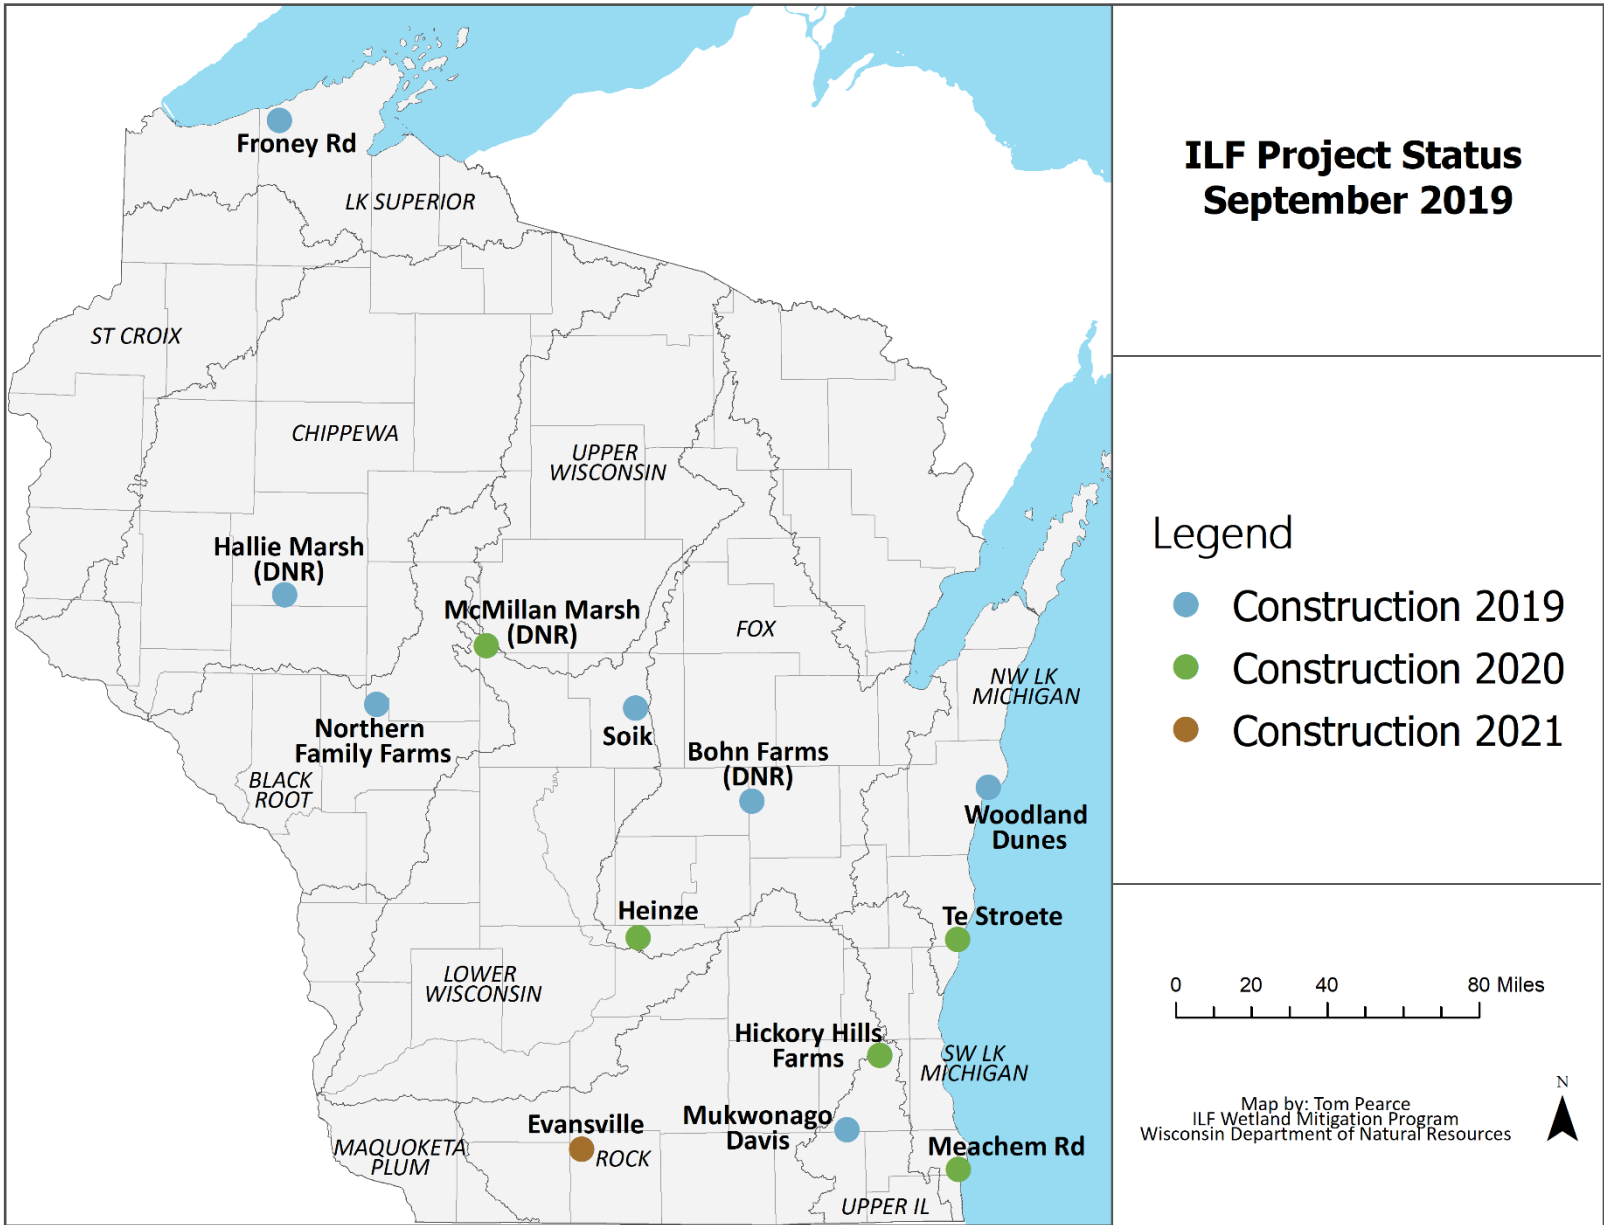 ILF Project Status
September 2019
Froney Rd
LK SUPERIOR
ST CROIX
CHIPPEWA
UPPER
WISCONSIN
Hallie Marsh
(DNR)
McMillan Marsh
(DNR)
FOX
NW LK
MICHIGAN
Northern
Family Farms
Soik
Bohn Farms
(DNR)
BLACK
ROOT
Woodland
Dunes
Heinze
Te Stroete
LOWER
WISCONSIN
Hickory Hills
Farms
SW LK
MICHIGAN
Evansville
ROCK
Mukwonago
Davis
MAQUOKETA
PLUM
Meachem Rd
UPPER IL
Legend
Construction 2019
Construction 2020
Construction 2021
0 20 40 80 Miles
N
Map by: Tom Pearce
ILF Wetland Mitigation Program
Wisconsin Department of Natural Resources